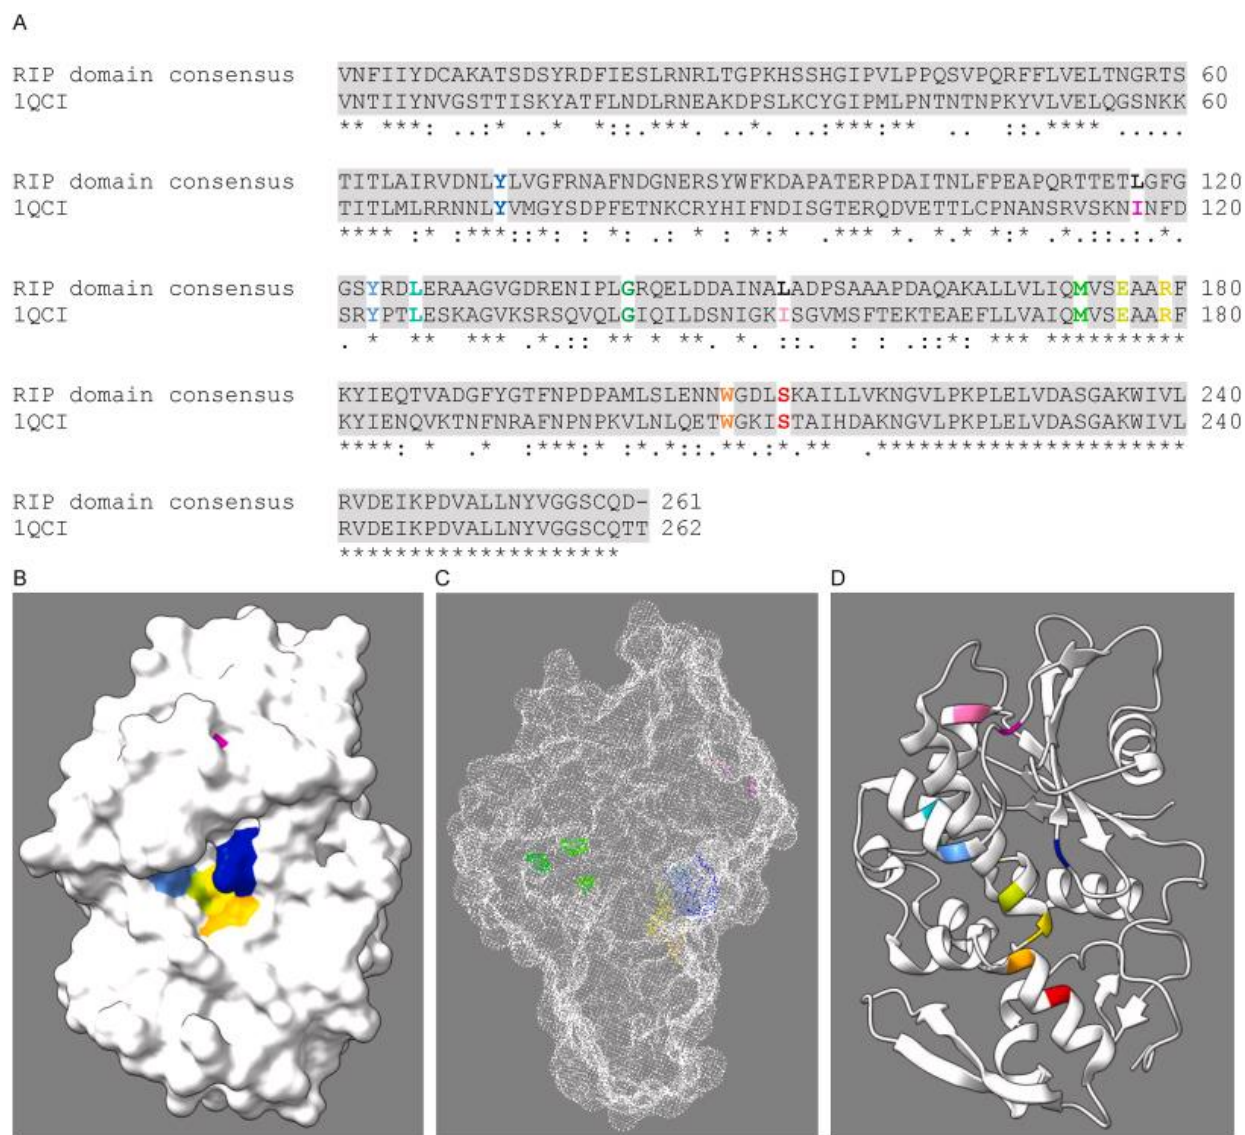 A
RIP domain consensus VNFIIYDCAKATSDSYRDFIESLRNRLTGPKHSSHGIPVLPPQSVPQRFFLVELTNGRTS 60
1QCI VNTIIYNVGSTTISKYATFLNDLRNEAKDPSLKCYGIPMLPNTNTNPKYVLVELQGSNKK 60
** ***: ..:* ..* *::*** . *. ..:***:** .. ::.**** .....
RIP domain consensus TITLAIRVDNLYLVGFRNAFNDGNERSYWFKDAPATERPDAITNLFPEAPQRTTETLGFG 120
1QCI TITLMLRRNNLYVMGYSDPFETNKCRYHIFNDISGTERQDVETTLCPNANSRVSKNINFD 120
**** :* :***::*: :.*: .: * : *:* .*** *. *.* *:* .*.::.:.*.
RIP domain consensus GSYRDLERAAGVGDRENIPLGRQELDDAINALADPSAAAPDAQAKALLVLIQMVSEAARF 180
1QCI SRYPTLESKAGVKSRSQVQLGIQILDSNIGKISGVMSFTEKTEAEFLLVAIQMVSEAARF 180
. * ** *** .*.:: ** * **. *. :. : : .::*: *** **********
RIP domain consensus KYIEQTVADGFYGTFNPDPAMLSLENNWGDLSKAILLVKNGVLPKPLELVDASGAKWIVL 240
1QCI KYIENQVKTNFNRAFNPNPKVLNLQETWGKISTAIHDAKNGVLPKPLELVDASGAKWIVL 240
****: * .* :***:* :*.*:: **.:*.** .**********************
RIP domain consensus RVDEIKPDVALLNYVGGSCQD- 261
1QCI RVDEIKPDVALLNYVGGSCQTT 262
********************
B
C
D